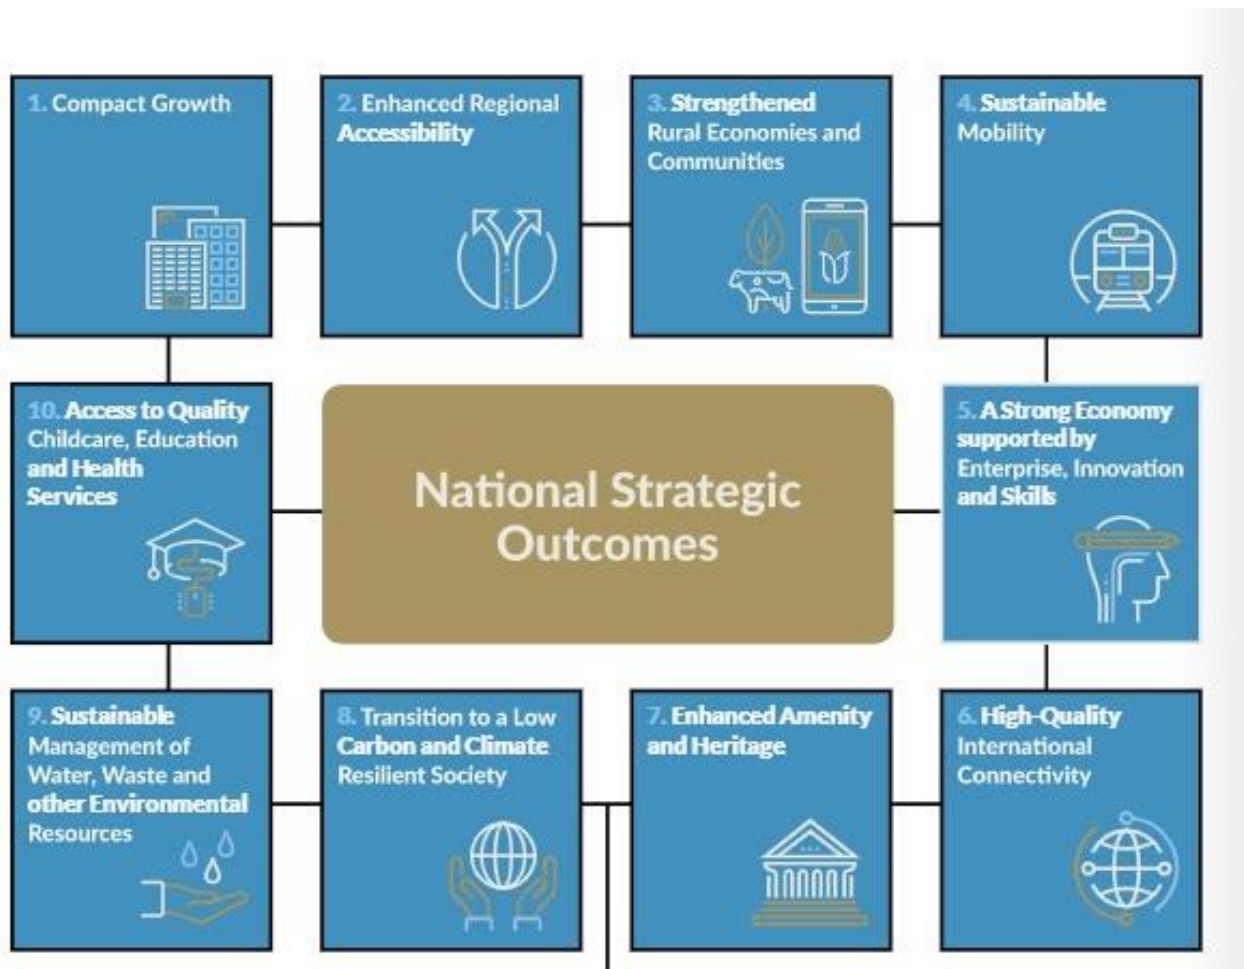 1. Compact Growth
2. Enhanced Regional
Accessibility
3. Strengthened
Rural Economies and
Communities
4. Sustainable
Mobility
10. Access to Quality
Childcare, Education
and Health
Services
National Strategic
Outcomes
5. A Strong Economy
supported by
Enterprise, Innovation
and Skills
9. Sustainable
Management of
Water, Waste and
other Environmental
Resources
8. Transition to a Low
Carbon and Climate
Resilient Society
7. Enhanced Amenity
and Heritage
6. High-Quality
International
Connectivity